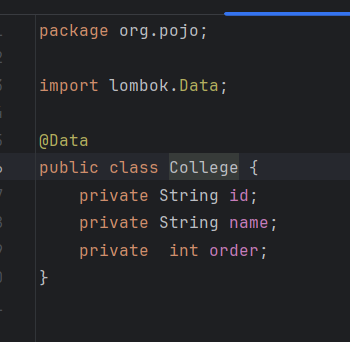 package org.pojo;
import lombok.Data;
@Data
public class College {
    private String id;
    private String name;
    private  int order;
}